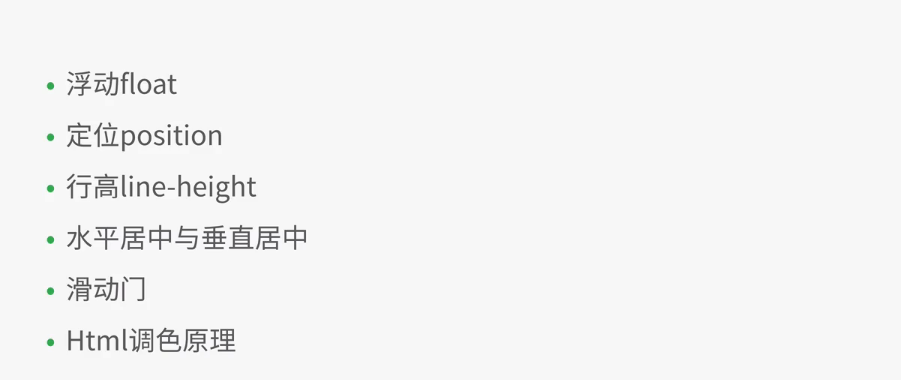 • 浮动float
• 定位position
• 行高line-height
• 水平居中与垂直居中
• 滑动门
• Html调色原理